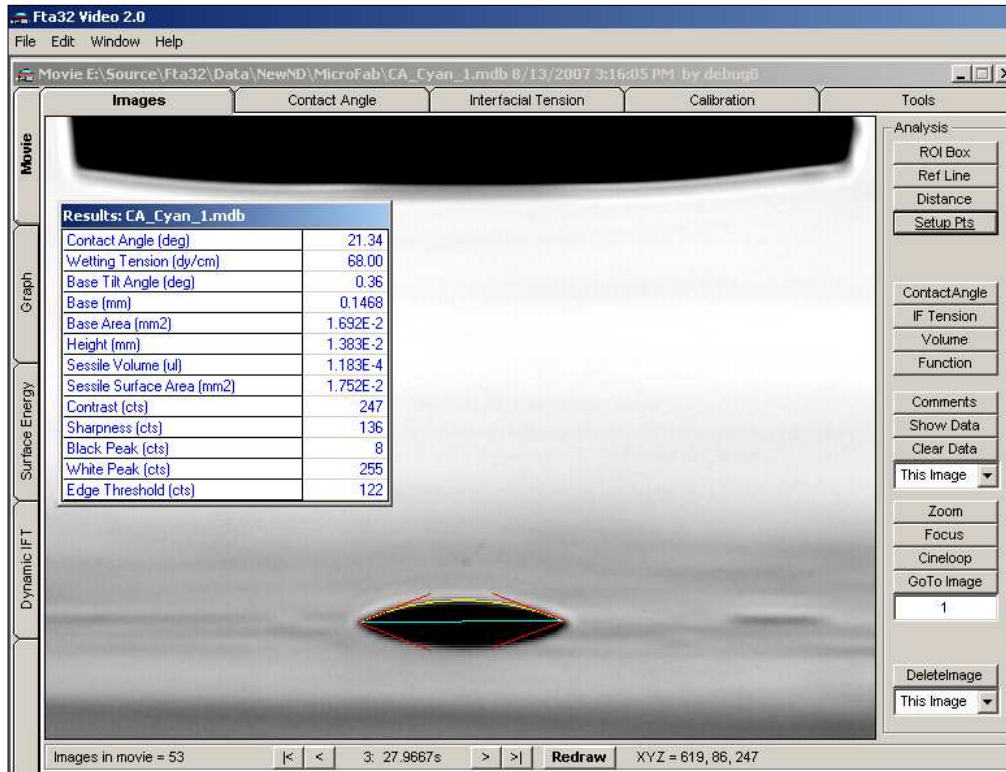 Fta32 Video 2.0
File Edit Window Help
Movie E:\Source\Fta32\Data\NewND\MicroFab\CA_Cyan_1.mdb 8/13/2007 3:16:05 PM by debugB
Images Contact Angle Interfacial Tension Calibration Tools
Movie
Graph
Surface Energy
Dynamic IFT
Results: CA_Cyan_1.mdb
Contact Angle (deg) 21.34
Wetting Tension (dy/cm) 68.00
Base Tilt Angle (deg) 0.36
Base (mm) 0.1468
Base Area (mm2) 1.692E-2
Height (mm) 1.383E-2
Sessile Volume (ul) 1.183E-4
Sessile Surface Area (mm2) 1.752E-2
Contrast (cts) 247
Sharpness (cts) 136
Black Peak (cts) 8
White Peak (cts) 255
Edge Threshold (cts) 122
Analysis
ROI Box
Ref Line
Distance
Setup Pts
ContactAngle
IF Tension
Volume
Function
Comments
Show Data
Clear Data
This Image
Zoom
Focus
Cineloop
GoTo Image
1
DeleteImage
This Image
Images in movie = 53 |< < 3: 27.9667s > >| Redraw XYZ = 619, 86, 247